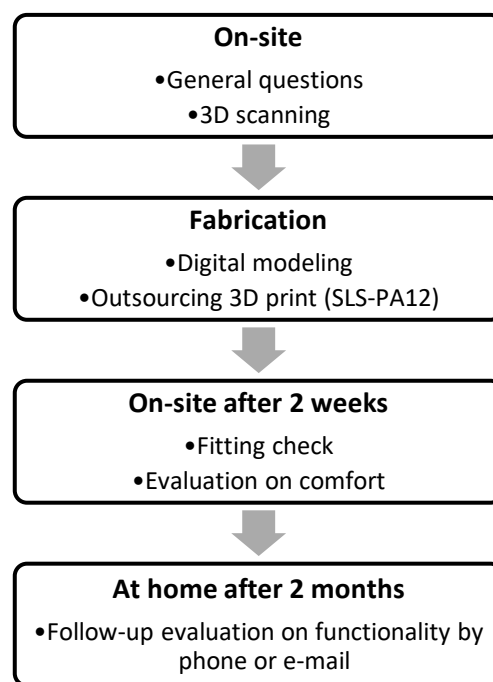 On-site
•General questions
•3D scanning
Fabrication
•Digital modeling
•Outsourcing 3D print (SLS-PA12)
On-site after 2 weeks
•Fitting check
•Evaluation on comfort
At home after 2 months
•Follow-up evaluation on functionality by
phone or e-mail